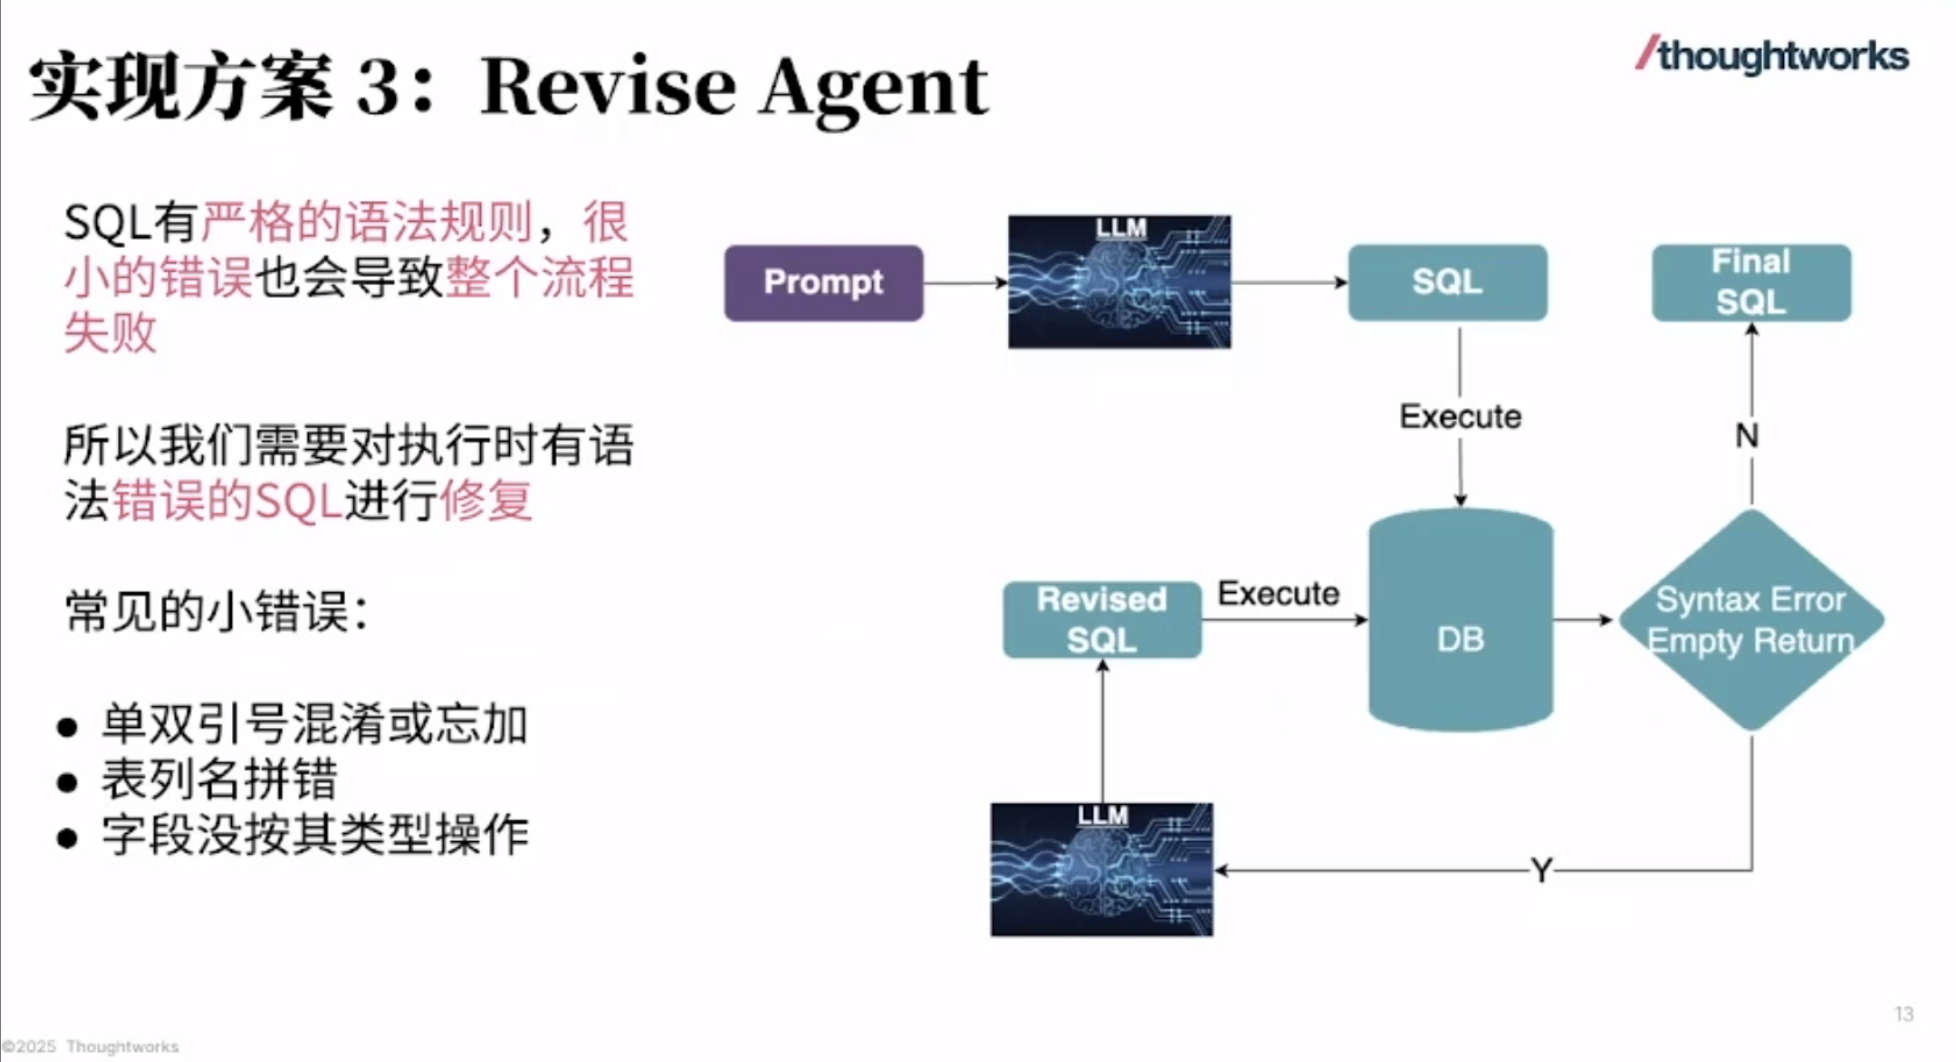 实现方案 3：Revise Agent
/thoughtworks
SQL有严格的语法规则，很
小的错误也会导致整个流程
失败
所以我们需要对执行时有语
法错误的SQL进行修复
常见的小错误：
● 单双引号混淆或忘加
● 表列名拼错
● 字段没按其类型操作
Prompt
LLM
SQL
Final
SQL
Execute
N
Revised
SQL
Execute
DB
Syntax Error
Empty Return
LLM
Y
13
©2025 Thoughtworks